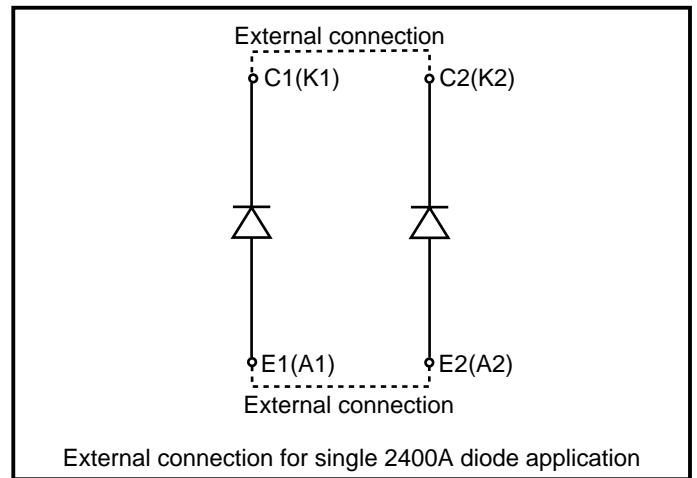 External connection
C1(K1)
C2(K2)
E1(A1)
E2(A2)
External connection
External connection for single 2400A diode application